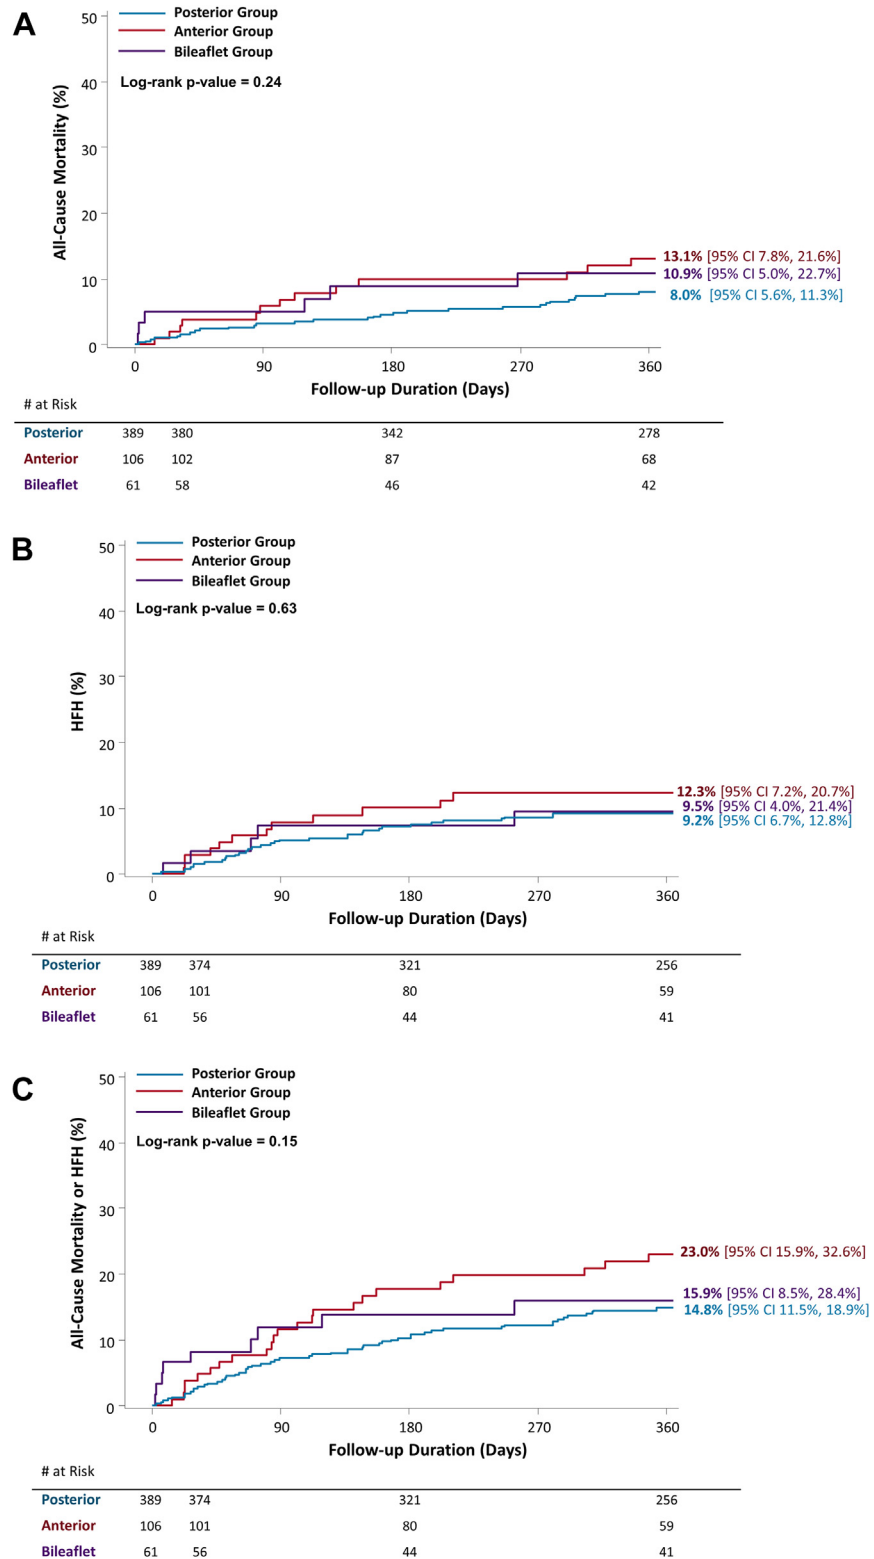 A
Posterior Group
Anterior Group
Bileaflet Group
Log-rank p-value = 0.24
All-Cause Mortality (%)
50
40
30
20
10
0
13.1% [95% CI 7.8%, 21.6%]
10.9% [95% CI 5.0%, 22.7%]
8.0% [95% CI 5.6%, 11.3%]
0 90 180 270 360
Follow-up Duration (Days)
# at Risk
Posterior 389 380 342 278
Anterior 106 102 87 68
Bileaflet 61 58 46 42
B
Posterior Group
Anterior Group
Bileaflet Group
Log-rank p-value = 0.63
HFH (%)
50
40
30
20
10
0
12.3% [95% CI 7.2%, 20.7%]
9.5% [95% CI 4.0%, 21.4%]
9.2% [95% CI 6.7%, 12.8%]
0 90 180 270 360
Follow-up Duration (Days)
# at Risk
Posterior 389 374 321 256
Anterior 106 101 80 59
Bileaflet 61 56 44 41
C
Posterior Group
Anterior Group
Bileaflet Group
Log-rank p-value = 0.15
All-Cause Mortality or HFH (%)
50
40
30
20
10
0
23.0% [95% CI 15.9%, 32.6%]
15.9% [95% CI 8.5%, 28.4%]
14.8% [95% CI 11.5%, 18.9%]
0 90 180 270 360
Follow-up Duration (Days)
# at Risk
Posterior 389 374 321 256
Anterior 106 101 80 59
Bileaflet 61 56 44 41